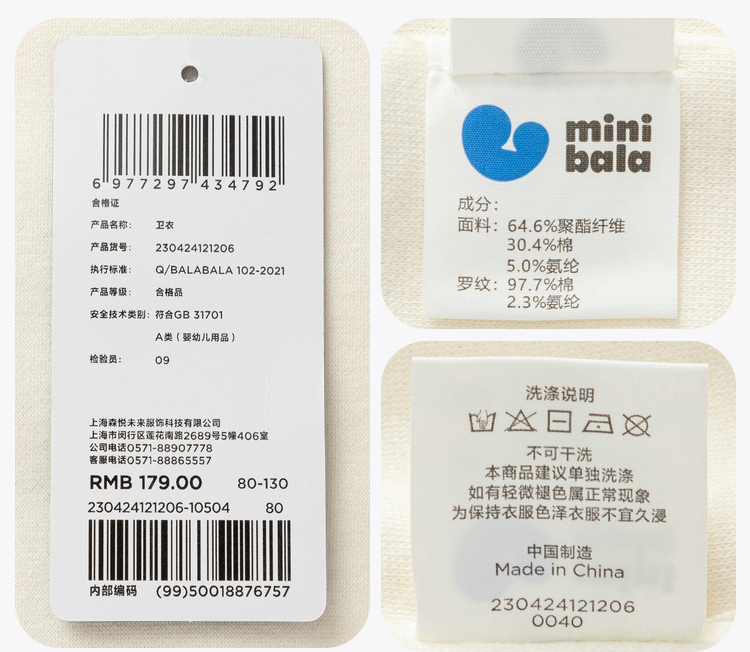 6 977297 434792
合格证
产品名称： 卫衣
产品货号： 230424121206
执行标准： Q/BALABALA 102-2021
产品等级： 合格品
安全技术类别：符合GB 31701
A类（婴幼儿用品）
检验员： 09
上海森悦未来服饰科技有限公司
上海市闵行区莲花南路2689号5幢406室
公司电话0571-88907778
客服电话0571-88865557
RMB 179.00 80-130
230424121206-10504 80
内部编码 (99)50018876757
mini
bala
成分：
面料：64.6%聚酯纤维
30.4%棉
5.0%氨纶
罗纹：97.7%棉
2.3%氨纶
洗涤说明
不可干洗
本商品建议单独洗涤
如有轻微褪色属正常现象
为保持衣服色泽衣服不宜久浸
中国制造
Made in China
230424121206
0040